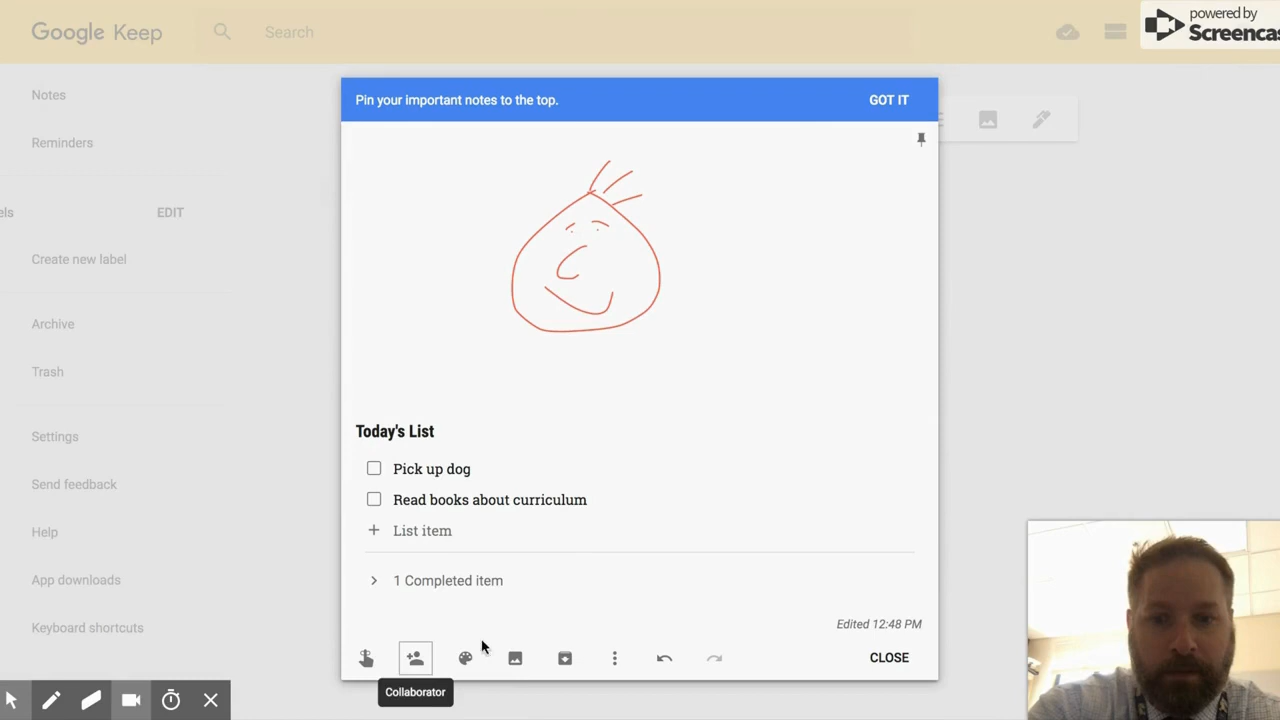 Google Keep
Search
powered by
Screencas
Notes
Reminders
els
EDIT
Create new label
Archive
Trash
Settings
Send feedback
Help
App downloads
Keyboard shortcuts
Pin your important notes to the top.
GOT IT
Today's List
Pick up dog
Read books about curriculum
+ List item
1 Completed item
Edited 12:48 PM
CLOSE
Collaborator